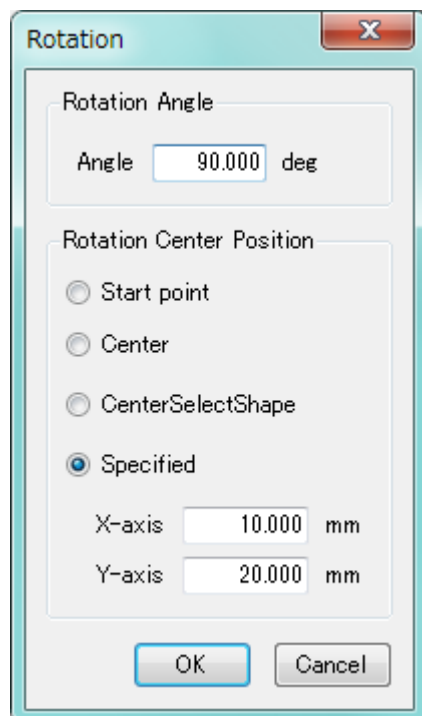 Rotation
Rotation Angle
Angle 90.000 deg
Rotation Center Position
Start point
Center
CenterSelectShape
Specified
X-axis 10.000 mm
Y-axis 20.000 mm
OK Cancel